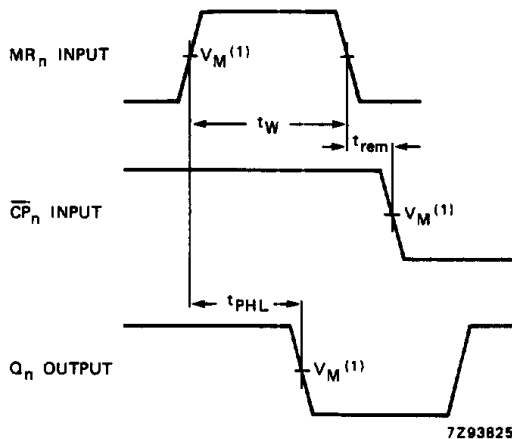 MRn INPUT
VM(1)
tW
trem
CPn INPUT
VM(1)
tPHL
Qn OUTPUT
VM(1)
7Z93825